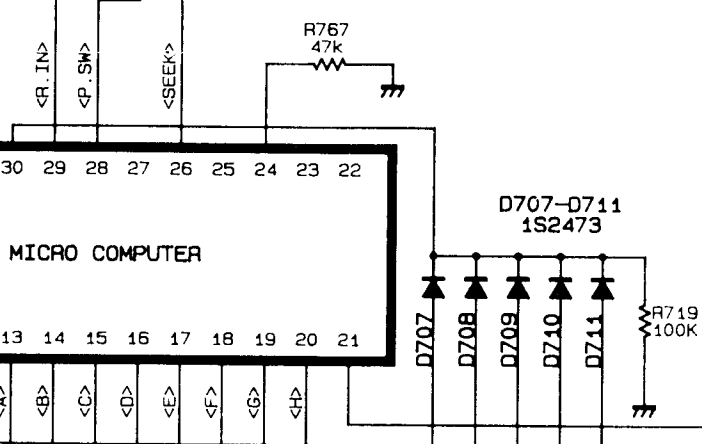 R767
47k
<R.IN>
<P.SW>
<SEEK>
30 29 28 27 26 25 24 23 22
D707-D711
1S2473
MICRO COMPUTER
D707
D708
D709
D710
D711
R719
100K
13 14 15 16 17 18 19 20 21
<A>
<B>
<C>
<D>
<E>
<F>
<G>
<H>